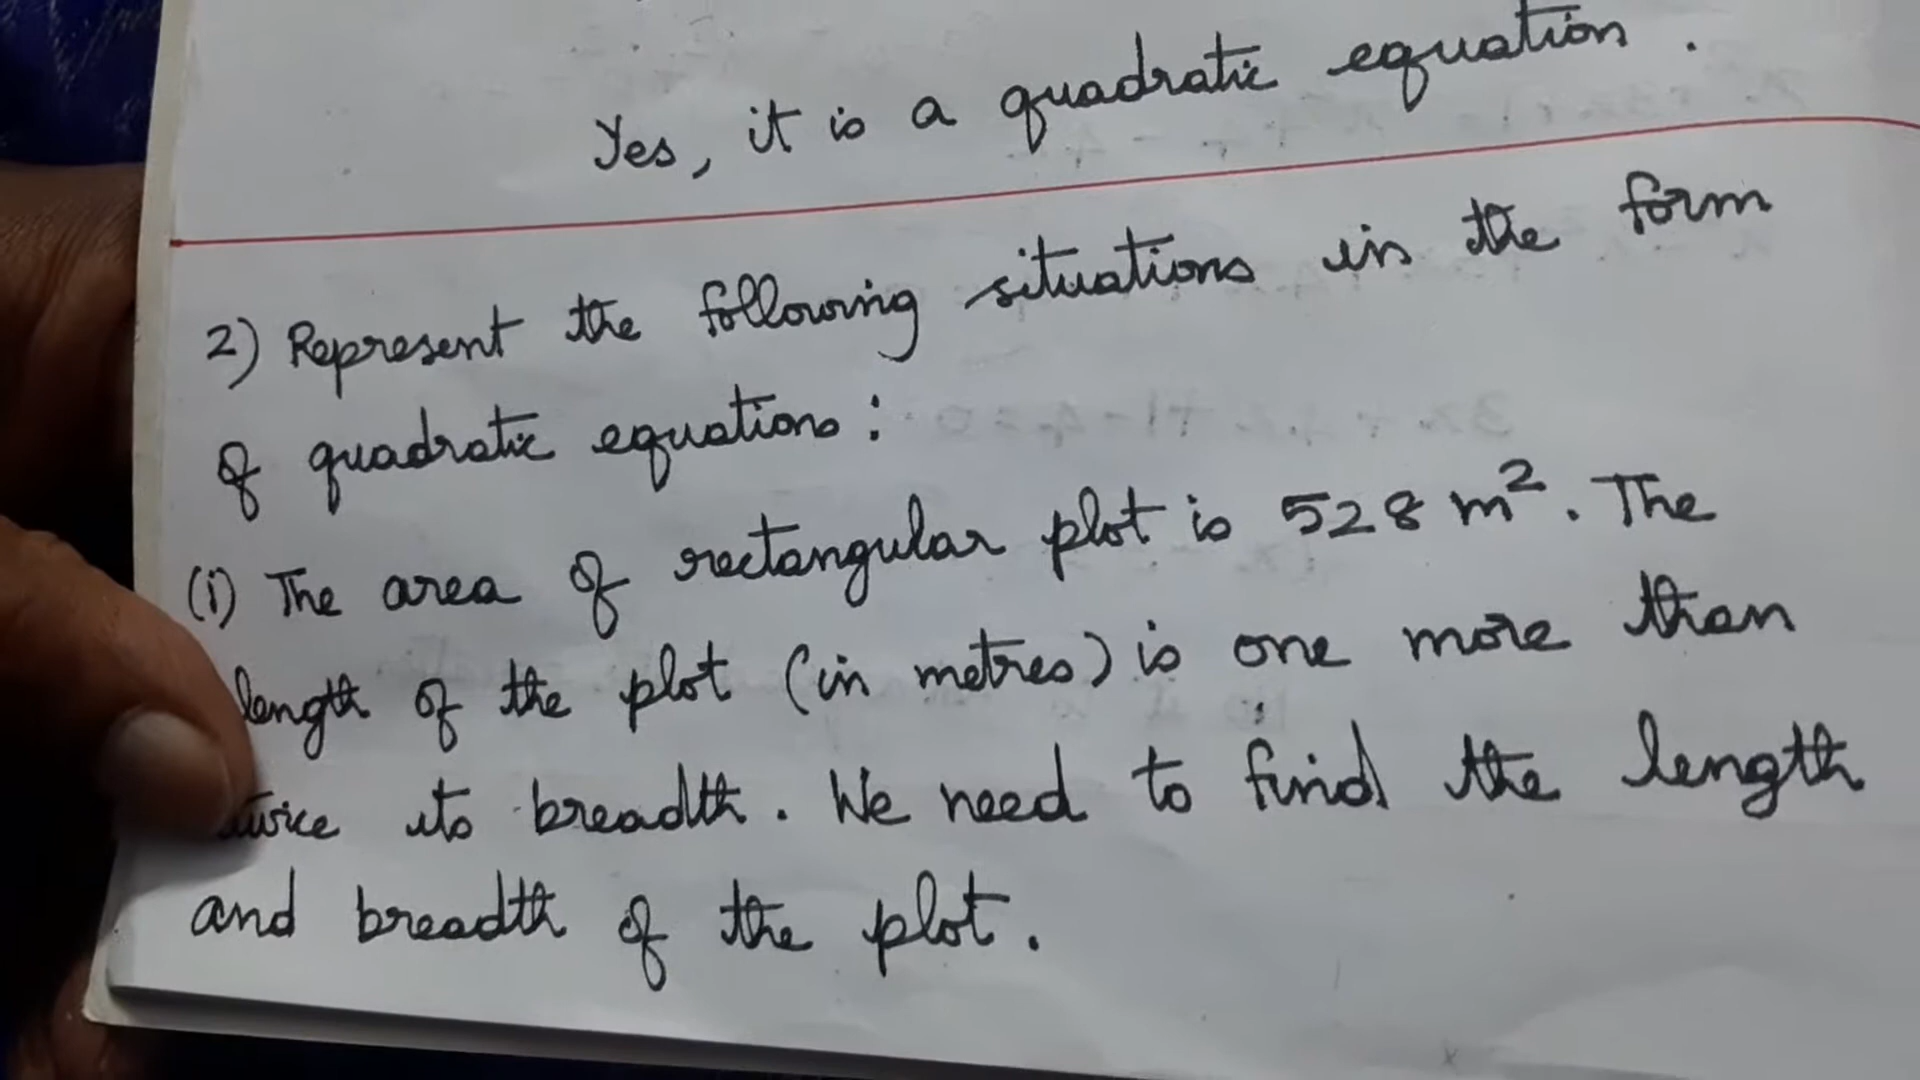 Yes, it is a quadratic equation.
2) Represent the following situations in the form
of quadratic equations:
(i) The area of rectangular plot is 528 m². The
length of the plot (in metres) is one more than
twice its breadth. We need to find the length
and breadth of the plot.